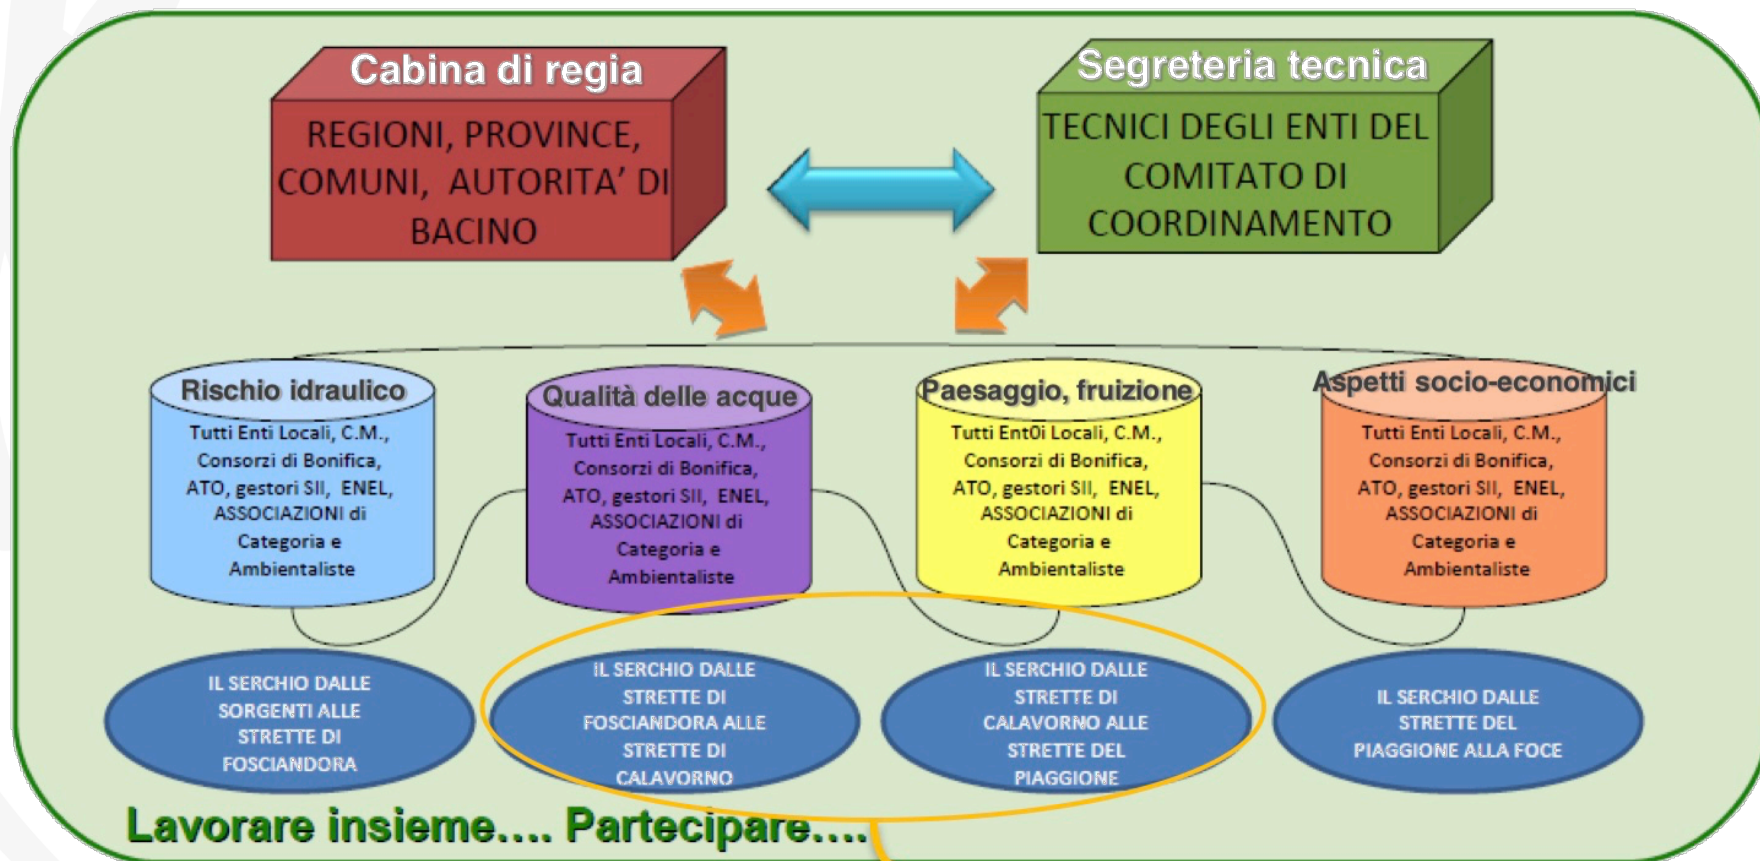 Cabina di regia
REGIONI, PROVINCE,
COMUNI, AUTORITA’ DI
BACINO
Segreteria tecnica
TECNICI DEGLI ENTI DEL
COMITATO DI
COORDINAMENTO
Rischio idraulico
Tutti Enti Locali, C.M.,
Consorzi di Bonifica,
ATO, gestori SII, ENEL,
ASSOCIAZIONI di
Categoria e
Ambientaliste
Qualità delle acque
Tutti Enti Locali, C.M.,
Consorzi di Bonifica,
ATO, gestori SII, ENEL,
ASSOCIAZIONI di
Categoria e
Ambientaliste
Paesaggio, fruizione
Tutti Ent0i Locali, C.M.,
Consorzi di Bonifica,
ATO, gestori SII, ENEL,
ASSOCIAZIONI di
Categoria e
Ambientaliste
Aspetti socio-economici
Tutti Enti Locali, C.M.,
Consorzi di Bonifica,
ATO, gestori SII, ENEL,
ASSOCIAZIONI di
Categoria e
Ambientaliste
IL SERCHIO DALLE
SORGENTI ALLE
STRETTE DI
FOSCIANDORA
IL SERCHIO DALLE
STRETTE DI
FOSCIANDORA ALLE
STRETTE DI
CALAVORNO
IL SERCHIO DALLE
STRETTE DI
CALAVORNO ALLE
STRETTE DEL
PIAGGIONE
IL SERCHIO DALLE
STRETTE DEL
PIAGGIONE ALLA FOCE
Lavorare insieme.... Partecipare....